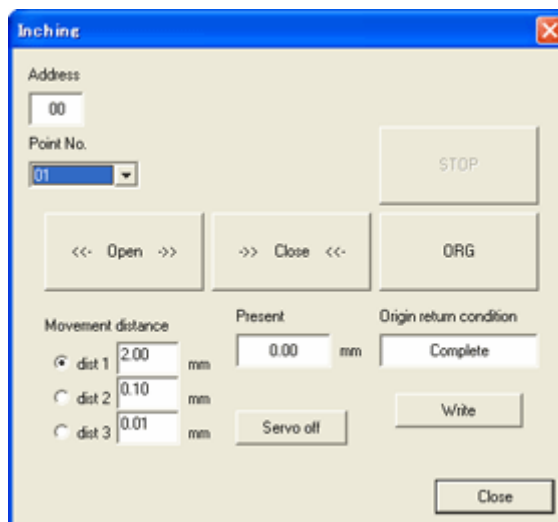 Inching
Address
00
Point No.
01
STOP
<<- Open ->>
->> Close <<-
ORG
Movement distance
Present
Origin return condition
dist 1 2.00 mm
0.00 mm
Complete
dist 2 0.10 mm
dist 3 0.01 mm
Servo off
Write
Close